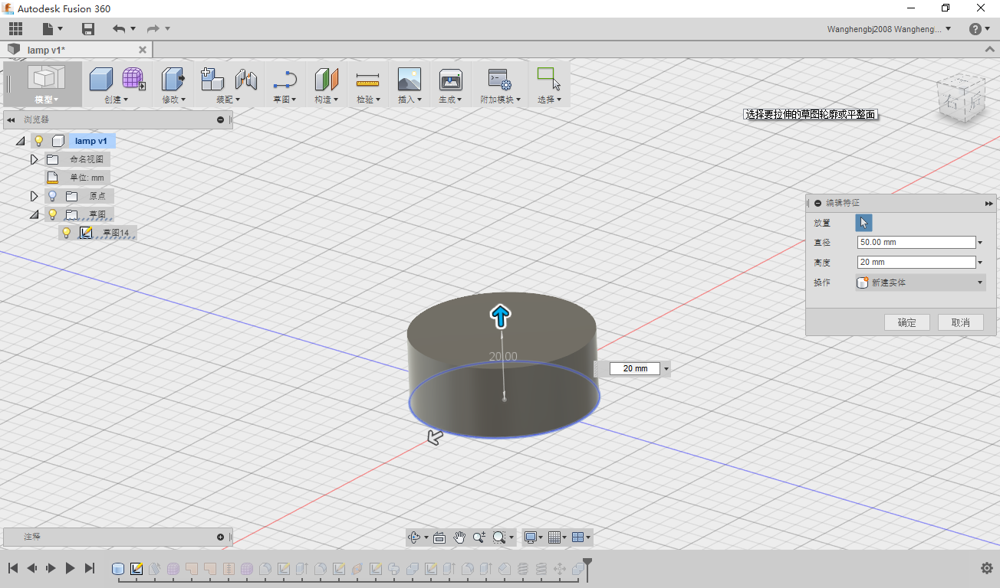 Autodesk Fusion 360
Wanghengbj2008 Wanghengl...
lamp v1*
模型
创建
修改
装配
草图
构造
检验
插入
生成
附加模块
选择
浏览器
选择要拉伸的草图轮廓或平整面
右
后
lamp v1
命名视图
单位: mm
原点
草图
草图14
编辑特征
放置
直径
50.00 mm
高度
20 mm
操作
新建实体
确定
取消
20.00
20 mm
注释